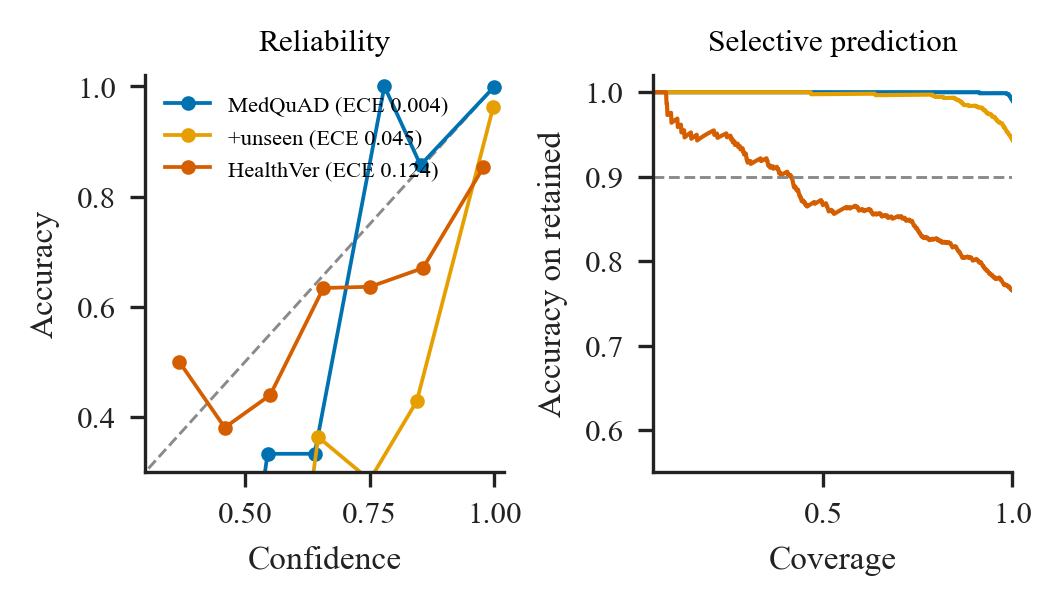 Reliability
Accuracy
1.0
0.8
0.6
0.4
MedQuAD (ECE 0.004)
+unseen (ECE 0.045)
HealthVer (ECE 0.124)
0.50 0.75 1.00
Confidence
Selective prediction
Accuracy on retained
1.0
0.9
0.8
0.7
0.6
0.5 1.0
Coverage